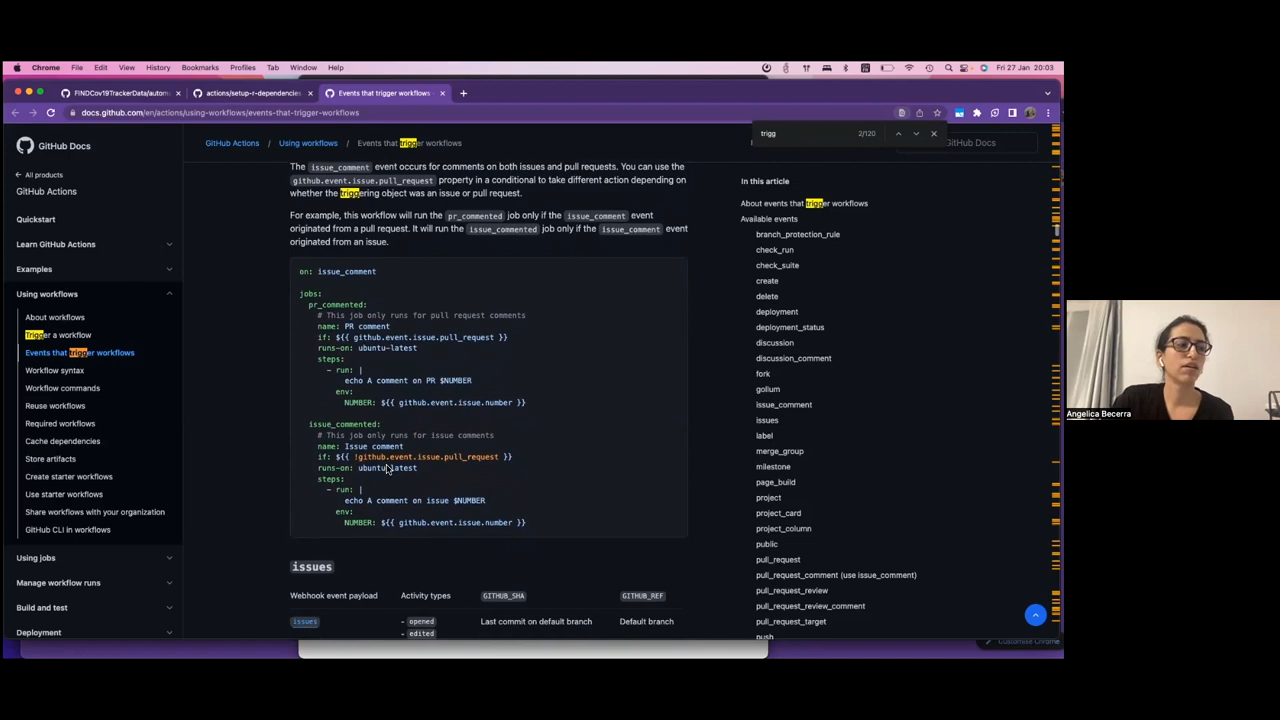 Chrome File Edit View History Bookmarks Profiles Tab Window Help Fri 27 Jan 20:03
FINDCov19TrackerData/autom actions/setup-r-dependencies Events that trigger workflows
docs.github.com/en/actions/using-workflows/events-that-trigger-workflows
trigg 2/120
GitHub Docs
GitHub Actions / Using workflows / Events that trigger workflows
Docs
All products
GitHub Actions
Quickstart
Learn GitHub Actions
Examples
Using workflows
About workflows
Trigger a workflow
Events that trigger workflows
Workflow syntax
Workflow commands
Reuse workflows
Required workflows
Cache dependencies
Store artifacts
Create starter workflows
Use starter workflows
Share workflows with your organization
GitHub CLI in workflows
Using jobs
Manage workflow runs
Build and test
Deployment
The issue_comment event occurs for comments on both issues and pull requests. You can use the
github.event.issue.pull_request property in a conditional to take different action depending on
whether the triggering object was an issue or pull request.
For example, this workflow will run the pr_commented job only if the issue_comment event
originated from a pull request. It will run the issue_commented job only if the issue_comment event
originated from an issue.
on: issue_comment
jobs:
pr_commented:
# This job only runs for pull request comments
name: PR comment
if: ${{ github.event.issue.pull_request }}
runs-on: ubuntu-latest
steps:
- run: |
echo A comment on PR $NUMBER
env:
NUMBER: ${{ github.event.issue.number }}
issue_commented:
# This job only runs for issue comments
name: Issue comment
if: ${{ !github.event.issue.pull_request }}
runs-on: ubuntu-latest
steps:
- run: |
echo A comment on issue $NUMBER
env:
NUMBER: ${{ github.event.issue.number }}
issues
Webhook event payload Activity types GITHUB_SHA GITHUB_REF
issues - opened Last commit on default branch Default branch
- edited
In this article
About events that trigger workflows
Available events
branch_protection_rule
check_run
check_suite
create
delete
deployment
deployment_status
discussion
discussion_comment
fork
gollum
issue_comment
issues
label
merge_group
milestone
page_build
project
project_card
project_column
public
pull_request
pull_request_comment (use issue_comment)
pull_request_review
pull_request_review_comment
pull_request_target
push
Customise Chrome
Angelica Becerra